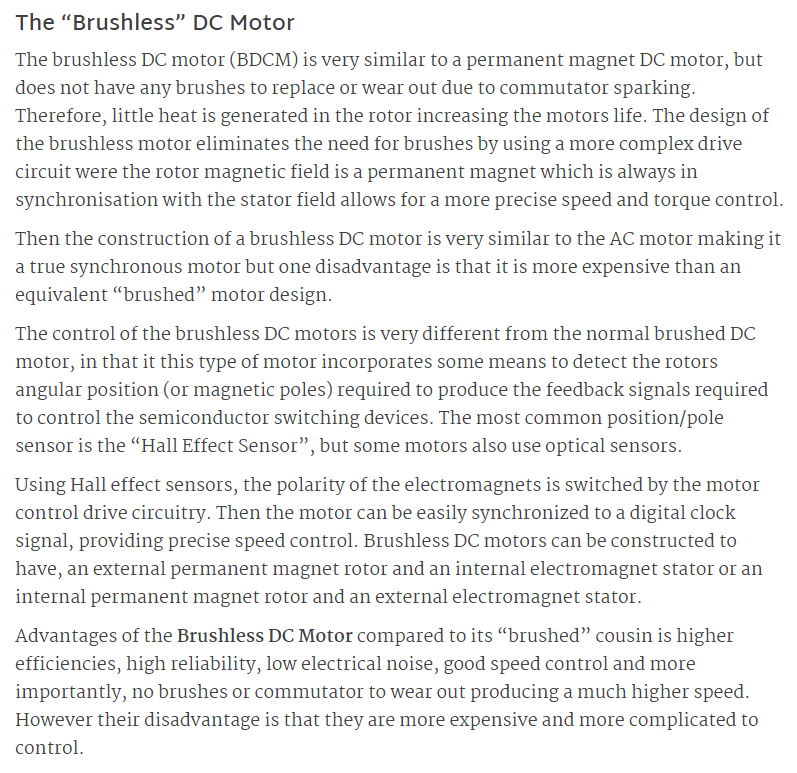 The “Brushless” DC Motor
The brushless DC motor (BDCM) is very similar to a permanent magnet DC motor, but
does not have any brushes to replace or wear out due to commutator sparking.
Therefore, little heat is generated in the rotor increasing the motors life. The design of
the brushless motor eliminates the need for brushes by using a more complex drive
circuit were the rotor magnetic field is a permanent magnet which is always in
synchronisation with the stator field allows for a more precise speed and torque control.
Then the construction of a brushless DC motor is very similar to the AC motor making it
a true synchronous motor but one disadvantage is that it is more expensive than an
equivalent “brushed” motor design.
The control of the brushless DC motors is very different from the normal brushed DC
motor, in that it this type of motor incorporates some means to detect the rotors
angular position (or magnetic poles) required to produce the feedback signals required
to control the semiconductor switching devices. The most common position/pole
sensor is the “Hall Effect Sensor”, but some motors also use optical sensors.
Using Hall effect sensors, the polarity of the electromagnets is switched by the motor
control drive circuitry. Then the motor can be easily synchronized to a digital clock
signal, providing precise speed control. Brushless DC motors can be constructed to
have, an external permanent magnet rotor and an internal electromagnet stator or an
internal permanent magnet rotor and an external electromagnet stator.
Advantages of the Brushless DC Motor compared to its “brushed” cousin is higher
efficiencies, high reliability, low electrical noise, good speed control and more
importantly, no brushes or commutator to wear out producing a much higher speed.
However their disadvantage is that they are more expensive and more complicated to
control.